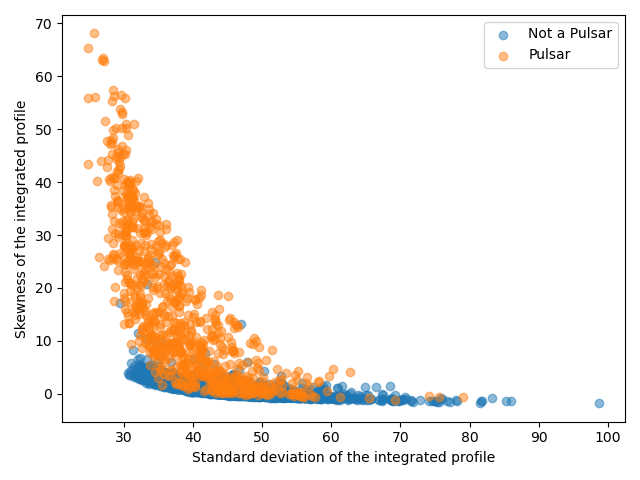 70
60
50
40
30
20
10
0
Skewness of the integrated profile
Not a Pulsar
Pulsar
30 40 50 60 70 80 90 100
Standard deviation of the integrated profile